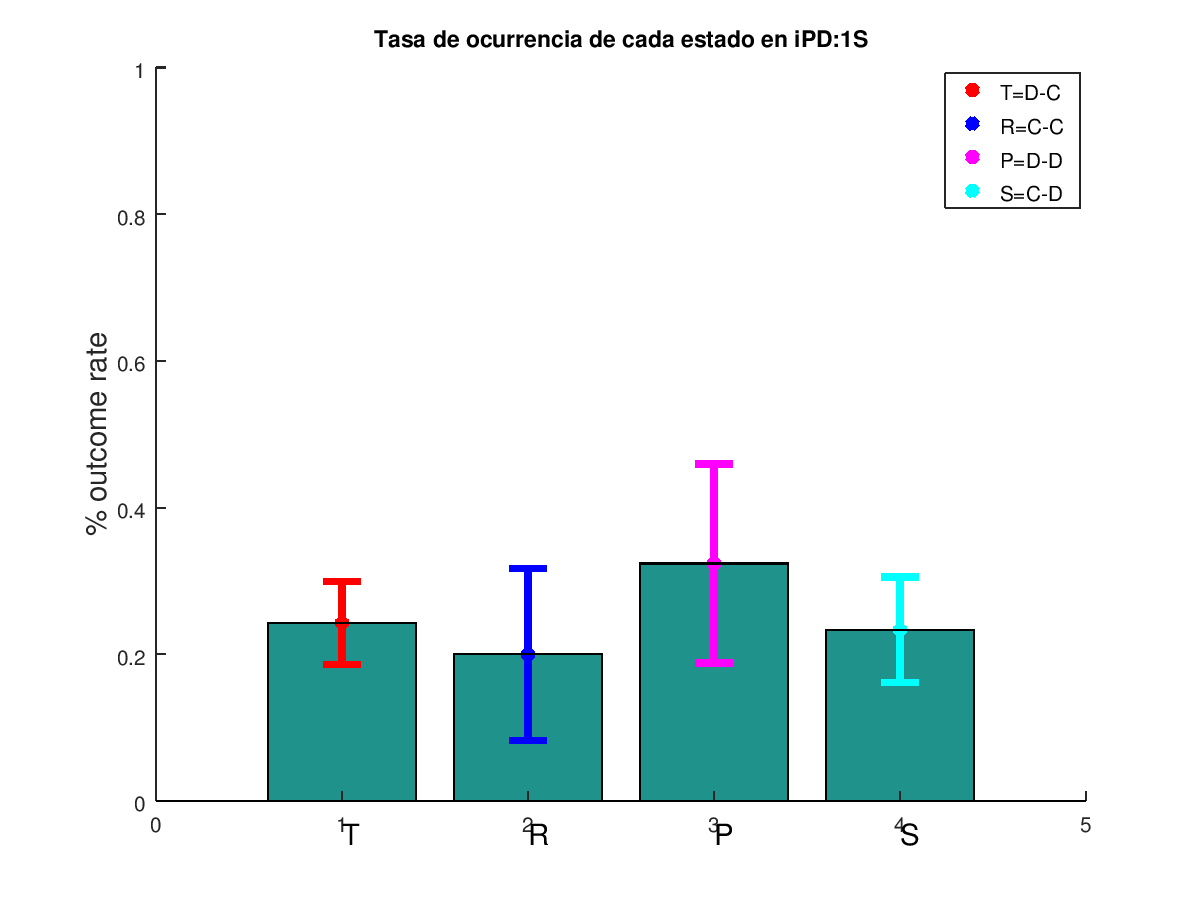 Tasa de ocurrencia de cada estado en iPD:1S
T=D-C
R=C-C
P=D-D
S=C-D
% outcome rate
1
0.8
0.6
0.4
0.2
0
0 1 2 3 4 5
T R P S